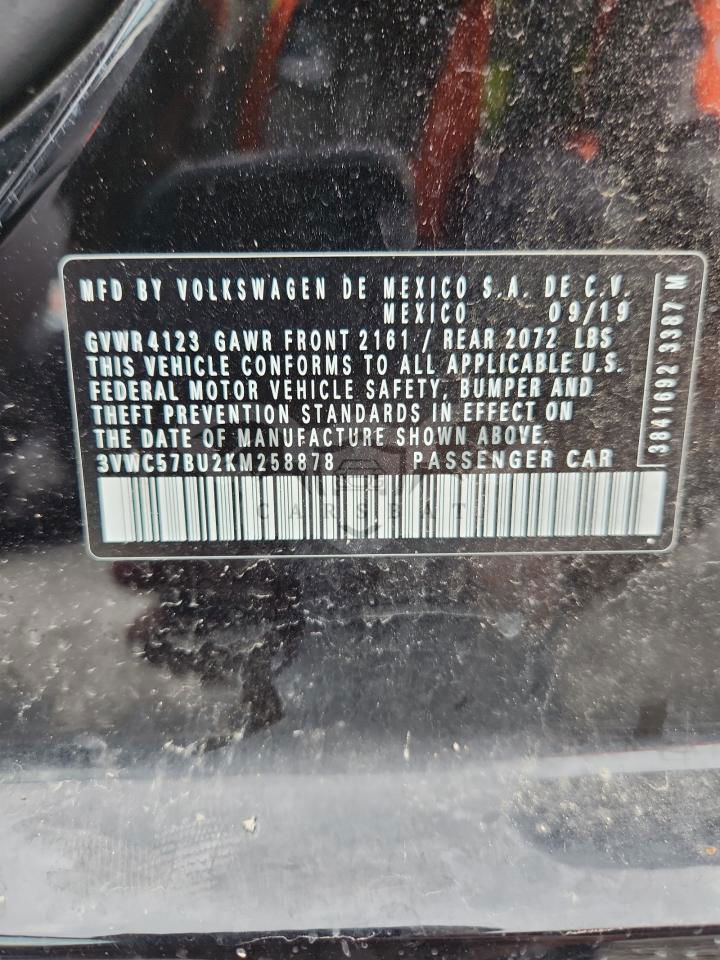 MFD BY VOLKSWAGEN DE MEXICO S.A. DE C.V.
MEXICO 09/19
GVWR 4123 GAWR FRONT 2161 / REAR 2072 LBS
THIS VEHICLE CONFORMS TO ALL APPLICABLE U.S.
FEDERAL MOTOR VEHICLE SAFETY, BUMPER AND
THEFT PREVENTION STANDARDS IN EFFECT ON
THE DATE OF MANUFACTURE SHOWN ABOVE.
3VWC57BU2KM258878 PASSENGER CAR
3841692 3387 M
CARSBAT